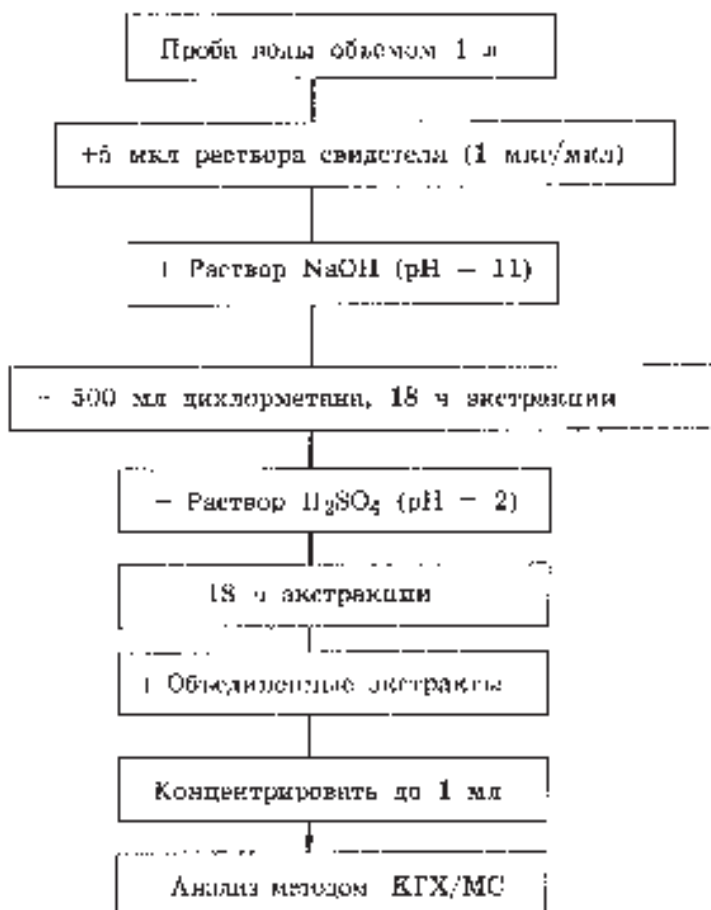 Проба воды объемом 1 л
+5 мкл раствора свидетеля (1 мкг/мкл)
+ Раствор NaOH (pH = 11)
+ 500 мл дихлорметана, 18 ч экстракции
+ Раствор H₂SO₄ (pH = 2)
18 ч экстракции
+ Объединенные экстракты
Концентрировать до 1 мл
Анализ методом КГХ/МС